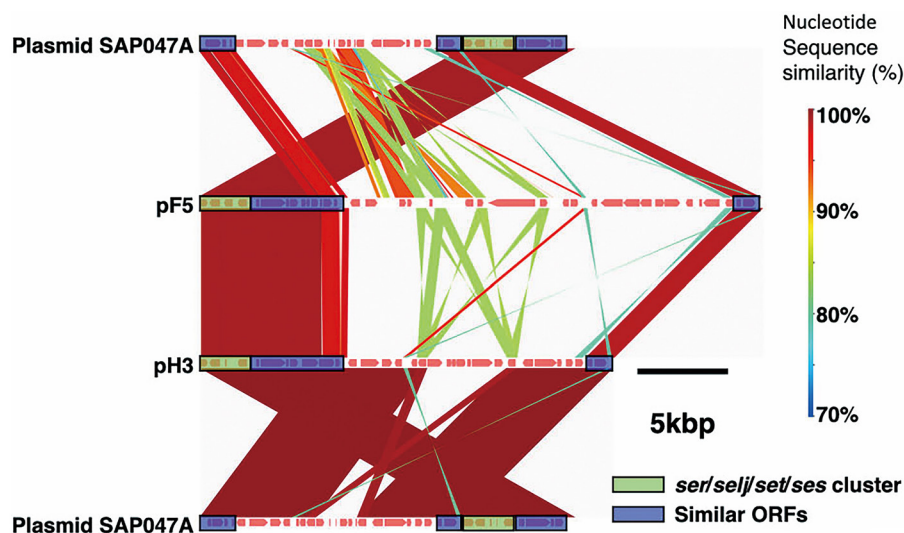 Nucleotide
Sequence
similarity (%)
Plasmid SAP047A
100%
90%
80%
70%
pF5
pH3
5kbp
ser/selj/set/ses cluster
Similar ORFs
Plasmid SAP047A